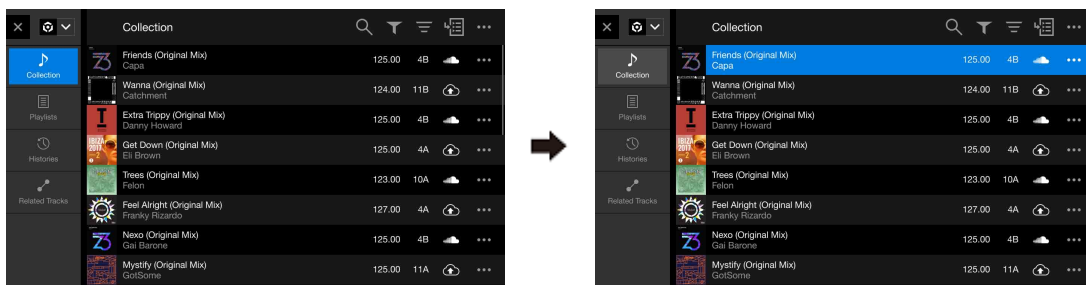 Collection
Collection
Playlists
Histories
Related Tracks
Friends (Original Mix)
Capa
125.00 4B
Wanna (Original Mix)
Catchment
124.00 11B
Extra Trippy (Original Mix)
Danny Howard
125.00 4B
Get Down (Original Mix)
Eli Brown
125.00 4A
Trees (Original Mix)
Felon
123.00 10A
Feel Alright (Original Mix)
Franky Rizardo
127.00 4A
Nexo (Original Mix)
Gai Barone
125.00 4B
Mystify (Original Mix)
GotSome
125.00 11A
Collection
Collection
Playlists
Histories
Related Tracks
Friends (Original Mix)
Capa
125.00 4B
Wanna (Original Mix)
Catchment
124.00 11B
Extra Trippy (Original Mix)
Danny Howard
125.00 4B
Get Down (Original Mix)
Eli Brown
125.00 4A
Trees (Original Mix)
Felon
123.00 10A
Feel Alright (Original Mix)
Franky Rizardo
127.00 4A
Nexo (Original Mix)
Gai Barone
125.00 4B
Mystify (Original Mix)
GotSome
125.00 11A